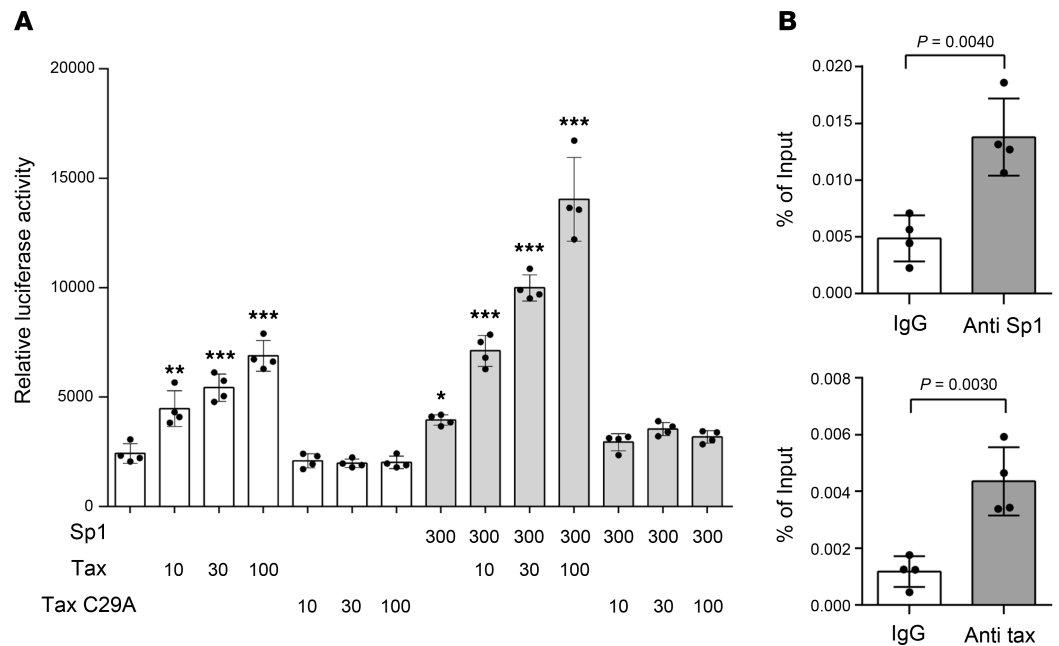 A
Relative luciferase activity
20000
15000
10000
5000
0
** *** *** * *** *** ***
Sp1 300 300 300 300 300 300 300
Tax 10 30 100 10 30 100
Tax C29A 10 30 100 10 30 100
B
P = 0.0040
% of Input
0.020
0.015
0.010
0.005
0.000
IgG Anti Sp1
P = 0.0030
% of Input
0.008
0.006
0.004
0.002
0.000
IgG Anti tax